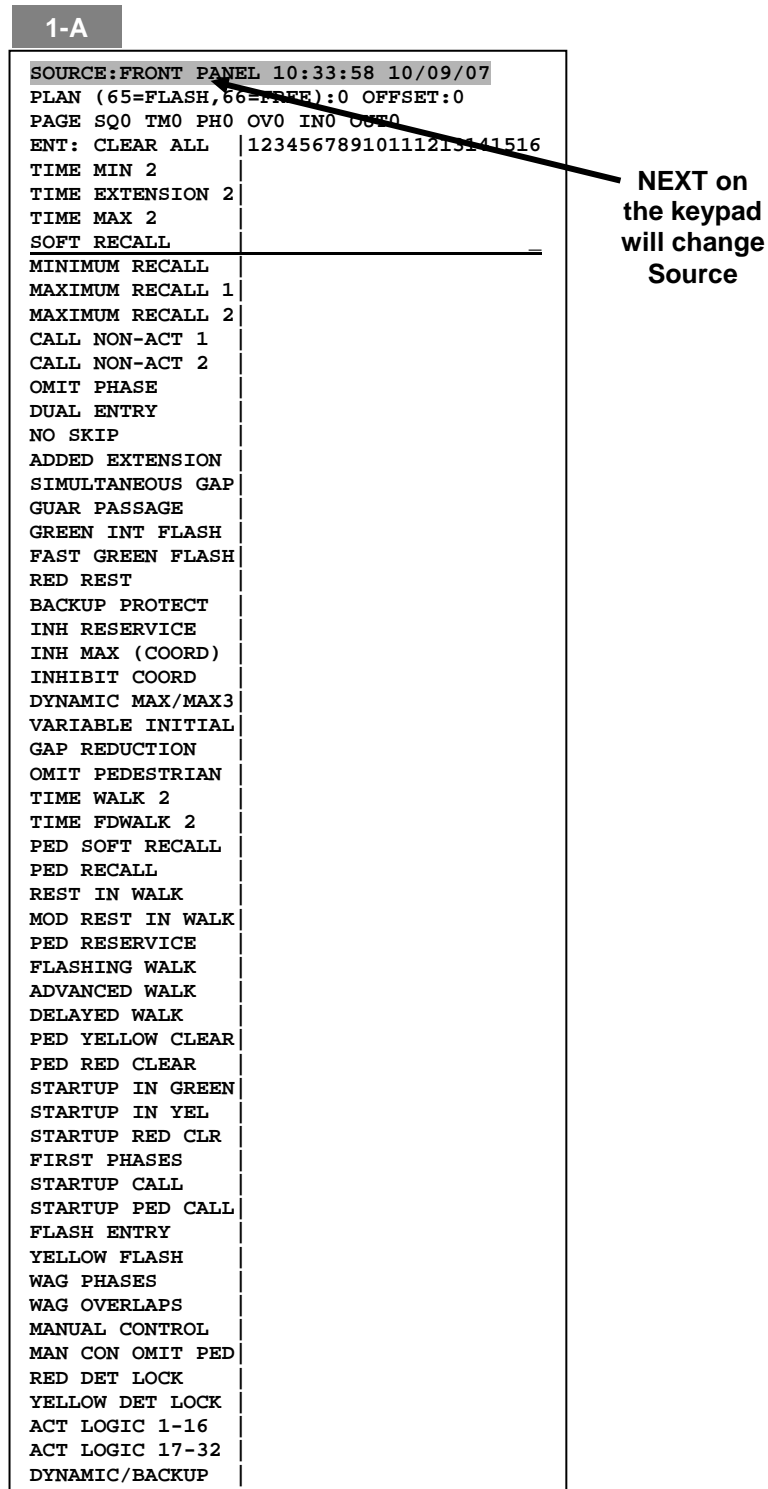 1-A
SOURCE:FRONT PANEL 10:33:58 10/09/07
PLAN (65=FLASH,66=FREE):0 OFFSET:0
PAGE SQ0 TM0 PH0 OV0 IN0 OUT0
ENT: CLEAR ALL |12345678910111213141516
TIME MIN 2 |
TIME EXTENSION 2|
TIME MAX 2 |
SOFT RECALL | _
MINIMUM RECALL |
MAXIMUM RECALL 1|
MAXIMUM RECALL 2|
CALL NON-ACT 1 |
CALL NON-ACT 2 |
OMIT PHASE |
DUAL ENTRY |
NO SKIP |
ADDED EXTENSION |
SIMULTANEOUS GAP|
GUAR PASSAGE |
GREEN INT FLASH |
FAST GREEN FLASH|
RED REST |
BACKUP PROTECT |
INH RESERVICE |
INH MAX (COORD) |
INHIBIT COORD |
DYNAMIC MAX/MAX3|
VARIABLE INITIAL|
GAP REDUCTION |
OMIT PEDESTRIAN |
TIME WALK 2 |
TIME FDWALK 2 |
PED SOFT RECALL |
PED RECALL |
REST IN WALK |
MOD REST IN WALK|
PED RESERVICE |
FLASHING WALK |
ADVANCED WALK |
DELAYED WALK |
PED YELLOW CLEAR|
PED RED CLEAR |
STARTUP IN GREEN|
STARTUP IN YEL |
STARTUP RED CLR |
FIRST PHASES |
STARTUP CALL |
STARTUP PED CALL|
FLASH ENTRY |
YELLOW FLASH |
WAG PHASES |
WAG OVERLAPS |
MANUAL CONTROL |
MAN CON OMIT PED|
RED DET LOCK |
YELLOW DET LOCK |
ACT LOGIC 1-16 |
ACT LOGIC 17-32 |
DYNAMIC/BACKUP |
NEXT on
the keypad
will change
Source